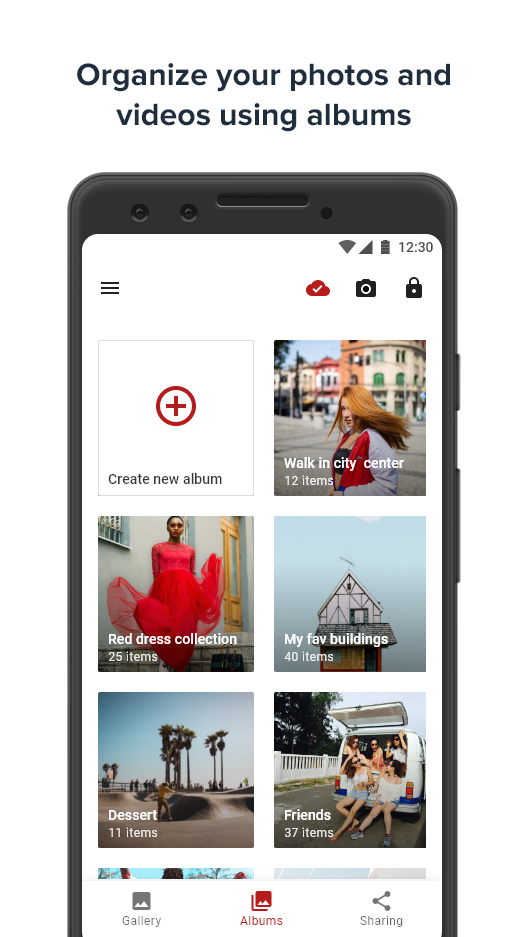 Organize your photos and
videos using albums
12:30
Create new album
Walk in city center
12 items
Red dress collection
25 items
My fav buildings
40 items
Dessert
11 items
Friends
37 items
Gallery
Albums
Sharing